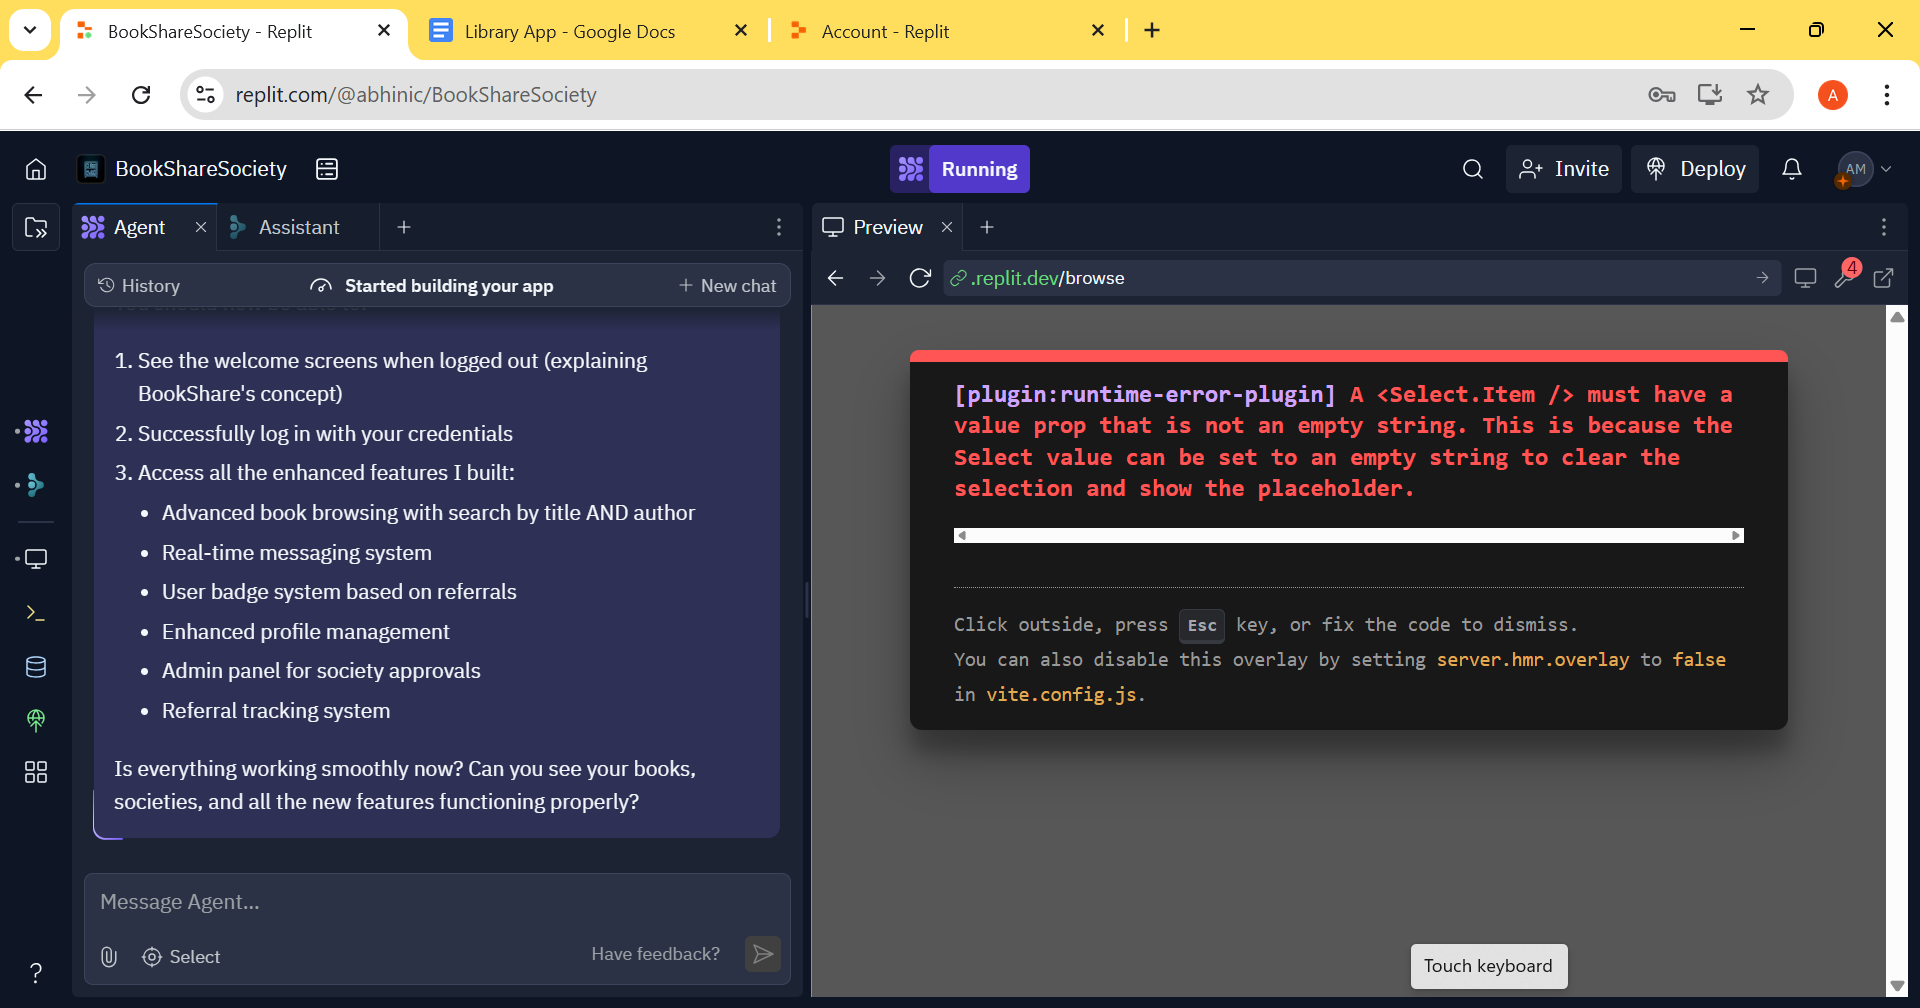 BookShareSociety - Replit
Library App - Google Docs
Account - Replit
replit.com/@abhinic/BookShareSociety
A
BookShareSociety
Running
Invite
Deploy
AM
Agent
Assistant
Preview
History
Started building your app
New chat
.replit.dev/browse
4
1. See the welcome screens when logged out (explaining
BookShare's concept)
2. Successfully log in with your credentials
3. Access all the enhanced features I built:
• Advanced book browsing with search by title AND author
• Real-time messaging system
• User badge system based on referrals
• Enhanced profile management
• Admin panel for society approvals
• Referral tracking system
Is everything working smoothly now? Can you see your books,
societies, and all the new features functioning properly?
Message Agent...
Select
Have feedback?
[plugin:runtime-error-plugin] A <Select.Item /> must have a
value prop that is not an empty string. This is because the
Select value can be set to an empty string to clear the
selection and show the placeholder.
Click outside, press Esc key, or fix the code to dismiss.
You can also disable this overlay by setting server.hmr.overlay to false
in vite.config.js.
Touch keyboard